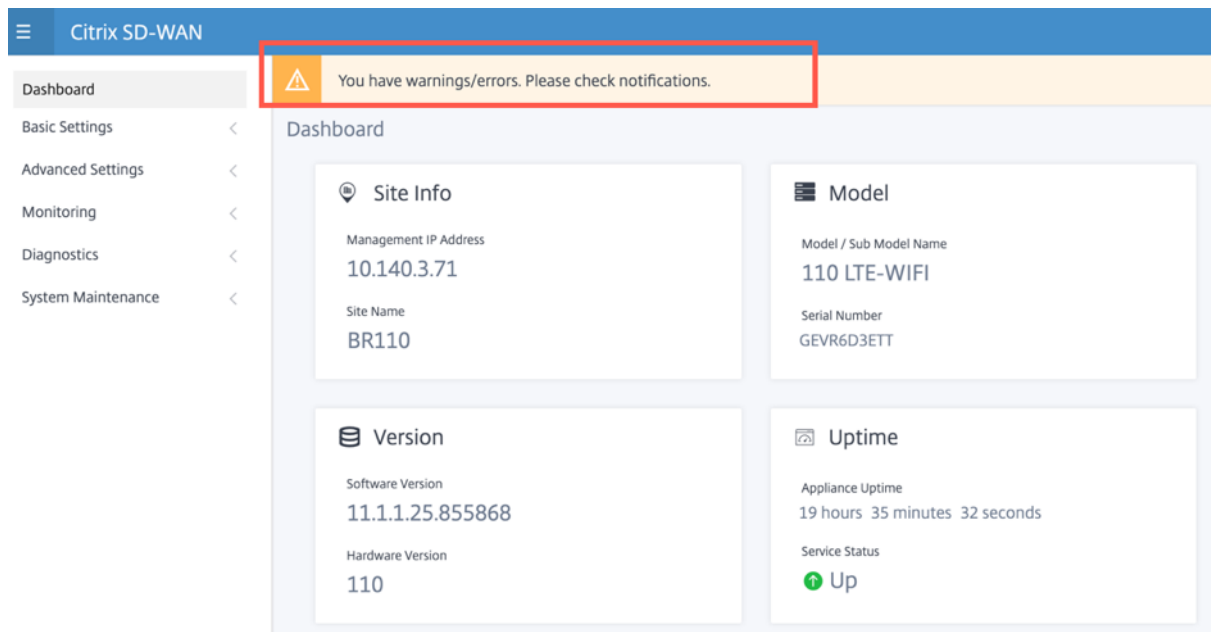 Citrix SD-WAN
Dashboard
Basic Settings
Advanced Settings
Monitoring
Diagnostics
System Maintenance
You have warnings/errors. Please check notifications.
Dashboard
Site Info
Management IP Address
10.140.3.71
Site Name
BR110
Model
Model / Sub Model Name
110 LTE-WIFI
Serial Number
GEVR6D3ETT
Version
Software Version
11.1.1.25.855868
Hardware Version
110
Uptime
Appliance Uptime
19 hours 35 minutes 32 seconds
Service Status
Up